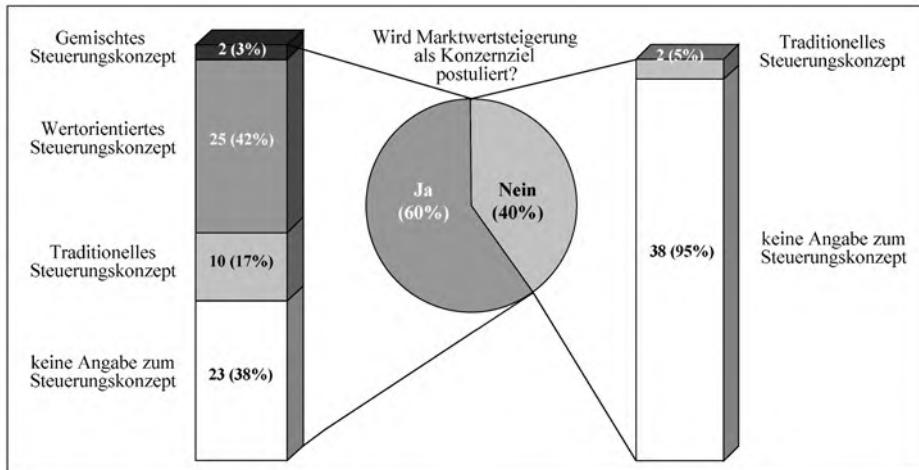 Gemischtes
Steuerungskonzept
2 (3%)
Wertorientiertes
Steuerungskonzept
25 (42%)
Traditionelles
Steuerungskonzept
10 (17%)
keine Angabe zum
Steuerungskonzept
23 (38%)
Wird Marktwertsteigerung
als Konzernziel
postuliert?
Ja
(60%)
Nein
(40%)
2 (5%)
Traditionelles
Steuerungskonzept
38 (95%)
keine Angabe zum
Steuerungskonzept